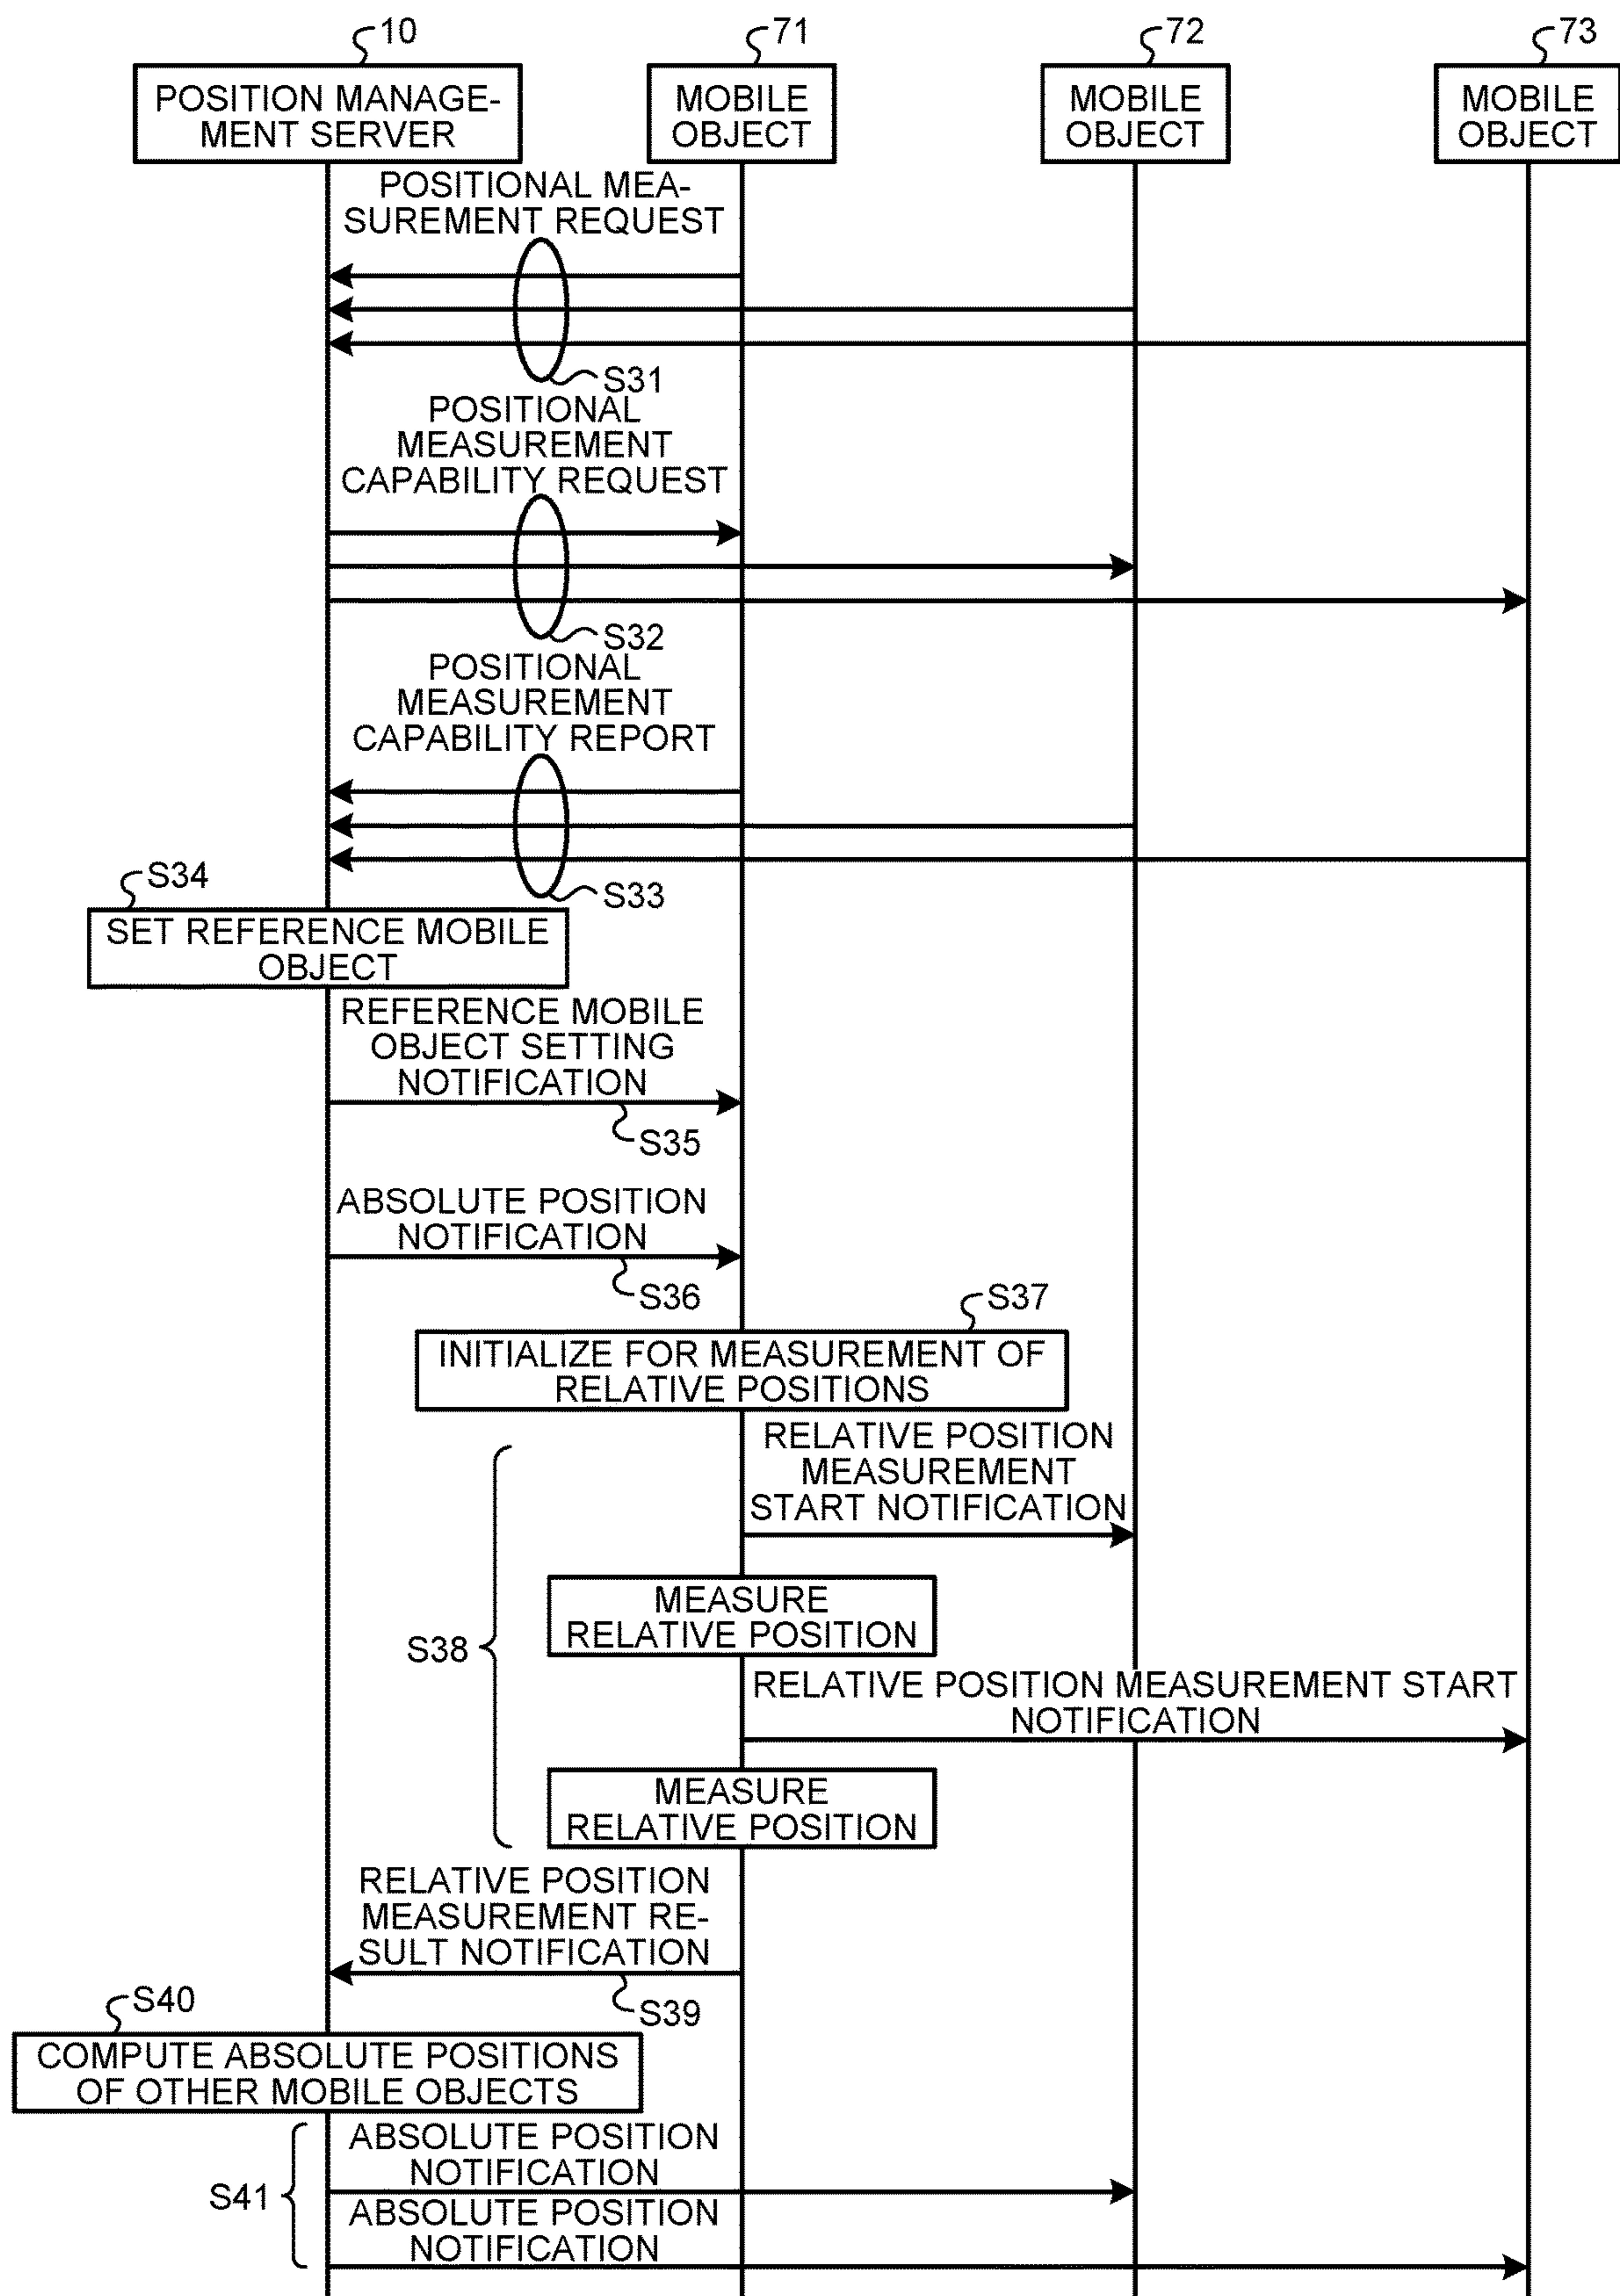 10
71
72
73
POSITION MANAGE-
MENT SERVER
MOBILE
OBJECT
MOBILE
OBJECT
MOBILE
OBJECT
POSITIONAL MEA-
SUREMENT REQUEST
S31
POSITIONAL
MEASUREMENT
CAPABILITY REQUEST
S32
POSITIONAL
MEASUREMENT
CAPABILITY REPORT
S33
S34
SET REFERENCE MOBILE
OBJECT
REFERENCE MOBILE
OBJECT SETTING
NOTIFICATION
S35
ABSOLUTE POSITION
NOTIFICATION
S36
S37
INITIALIZE FOR MEASUREMENT OF
RELATIVE POSITIONS
RELATIVE POSITION
MEASUREMENT
START NOTIFICATION
MEASURE
RELATIVE POSITION
S38
RELATIVE POSITION MEASUREMENT START
NOTIFICATION
MEASURE
RELATIVE POSITION
RELATIVE POSITION
MEASUREMENT RE-
SULT NOTIFICATION
S39
S40
COMPUTE ABSOLUTE POSITIONS
OF OTHER MOBILE OBJECTS
ABSOLUTE POSITION
NOTIFICATION
S41
ABSOLUTE POSITION
NOTIFICATION